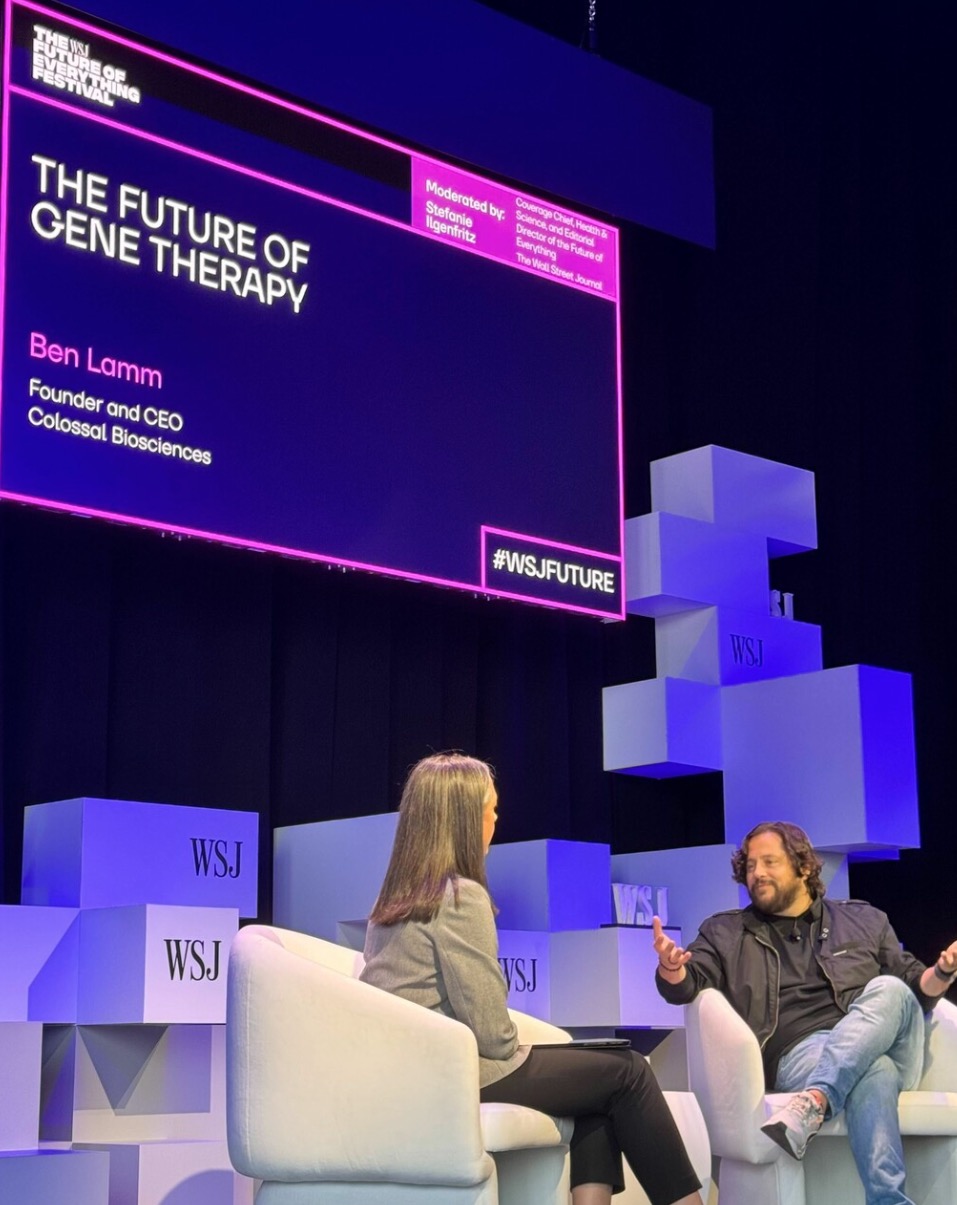 THE WSJ
FUTURE OF
EVERYTHING
FESTIVAL
Moderated by:
Stefanie
Ilgenfritz
Coverage Chief, Health &
Science, and Editorial
Director of the Future of
Everything
The Wall Street Journal
THE FUTURE OF
GENE THERAPY
Ben Lamm
Founder and CEO
Colossal Biosciences
#WSJFUTURE
WSJ
WSJ
WSJ
WSJ
WSJ